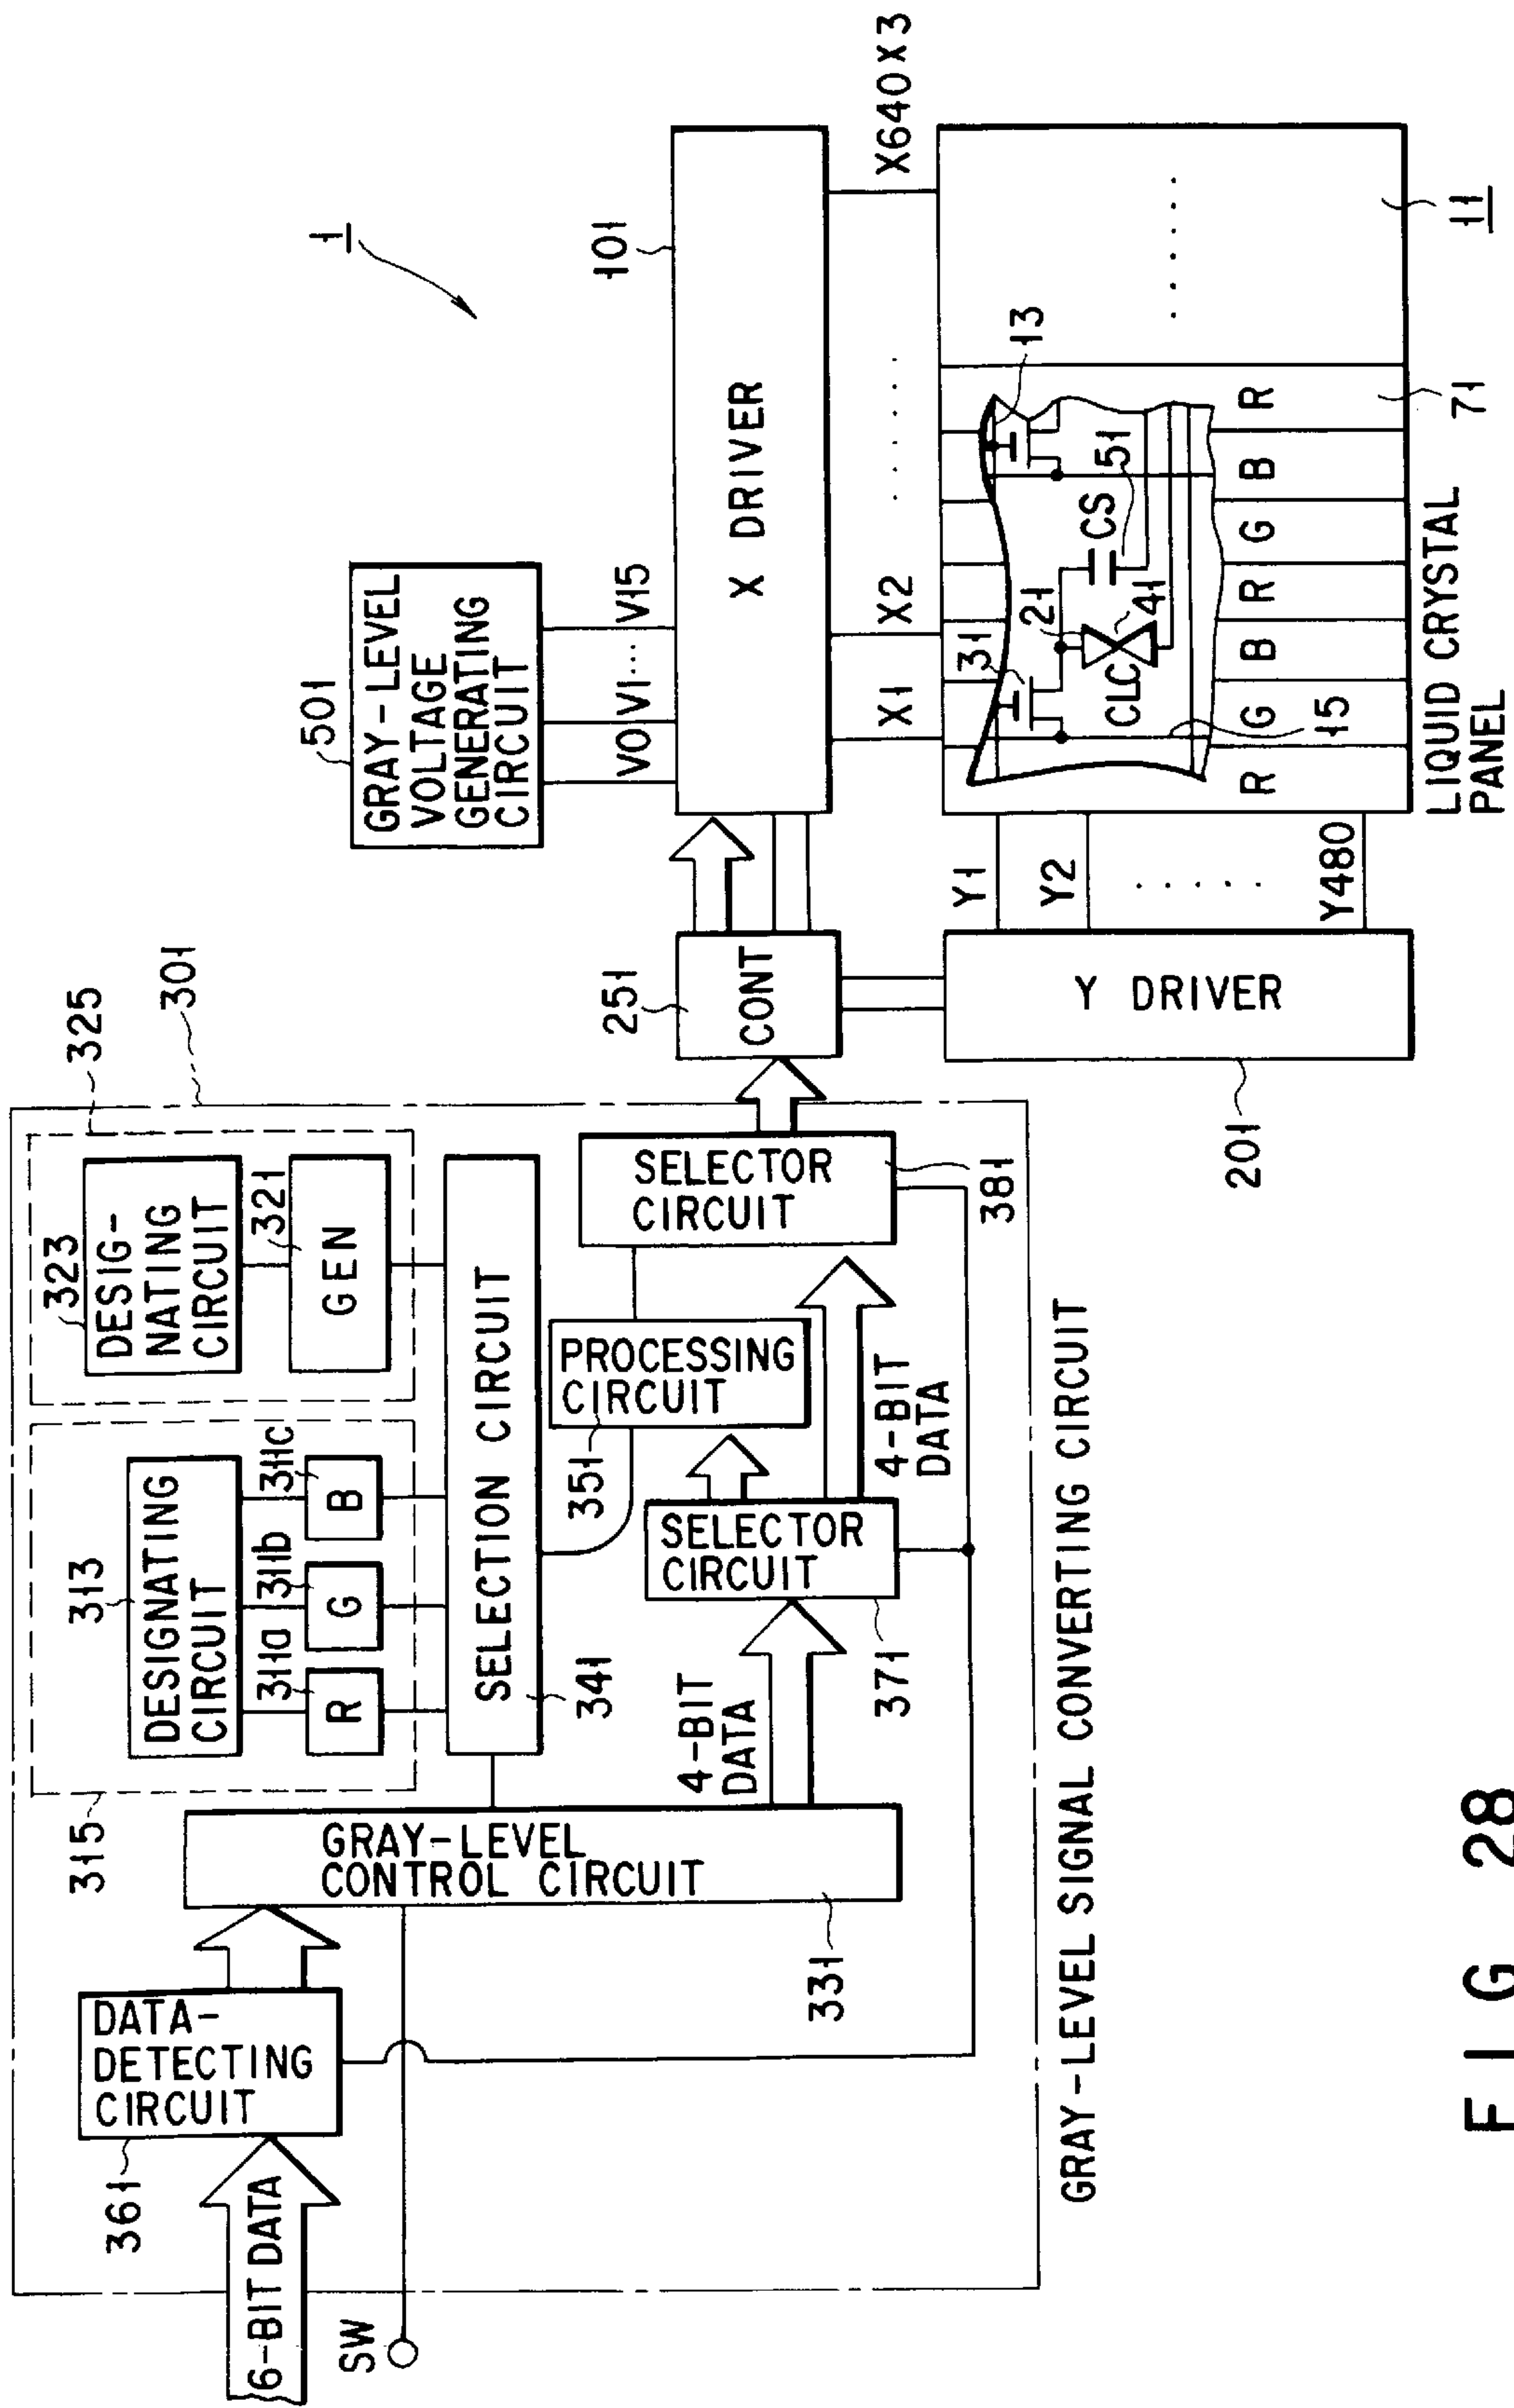 1
323
DESIG-
NATING
CIRCUIT
321
GEN
325
301
313
DESIGNATING
CIRCUIT
311a
311b
311c
R
G
B
315
SELECTION CIRCUIT
341
361
DATA-
DETECTING
CIRCUIT
6-BIT DATA
SW
GRAY-LEVEL
CONTROL CIRCUIT
331
4-BIT
DATA
SELECTOR
CIRCUIT
371
351
PROCESSING
CIRCUIT
4-BIT
DATA
SELECTOR
CIRCUIT
381
GRAY-LEVEL SIGNAL CONVERTING CIRCUIT
251
CONT
501
GRAY-LEVEL
VOLTAGE
GENERATING
CIRCUIT
V0
V1
....
V15
101
X DRIVER
X1
X2
......
X640X3
201
Y DRIVER
Y1
Y2
.....
Y480
31
21
CS
51
13
CLC
41
15
R
G
B
R
G
B
R
71
......
11
LIQUID CRYSTAL
PANEL
FIG 28